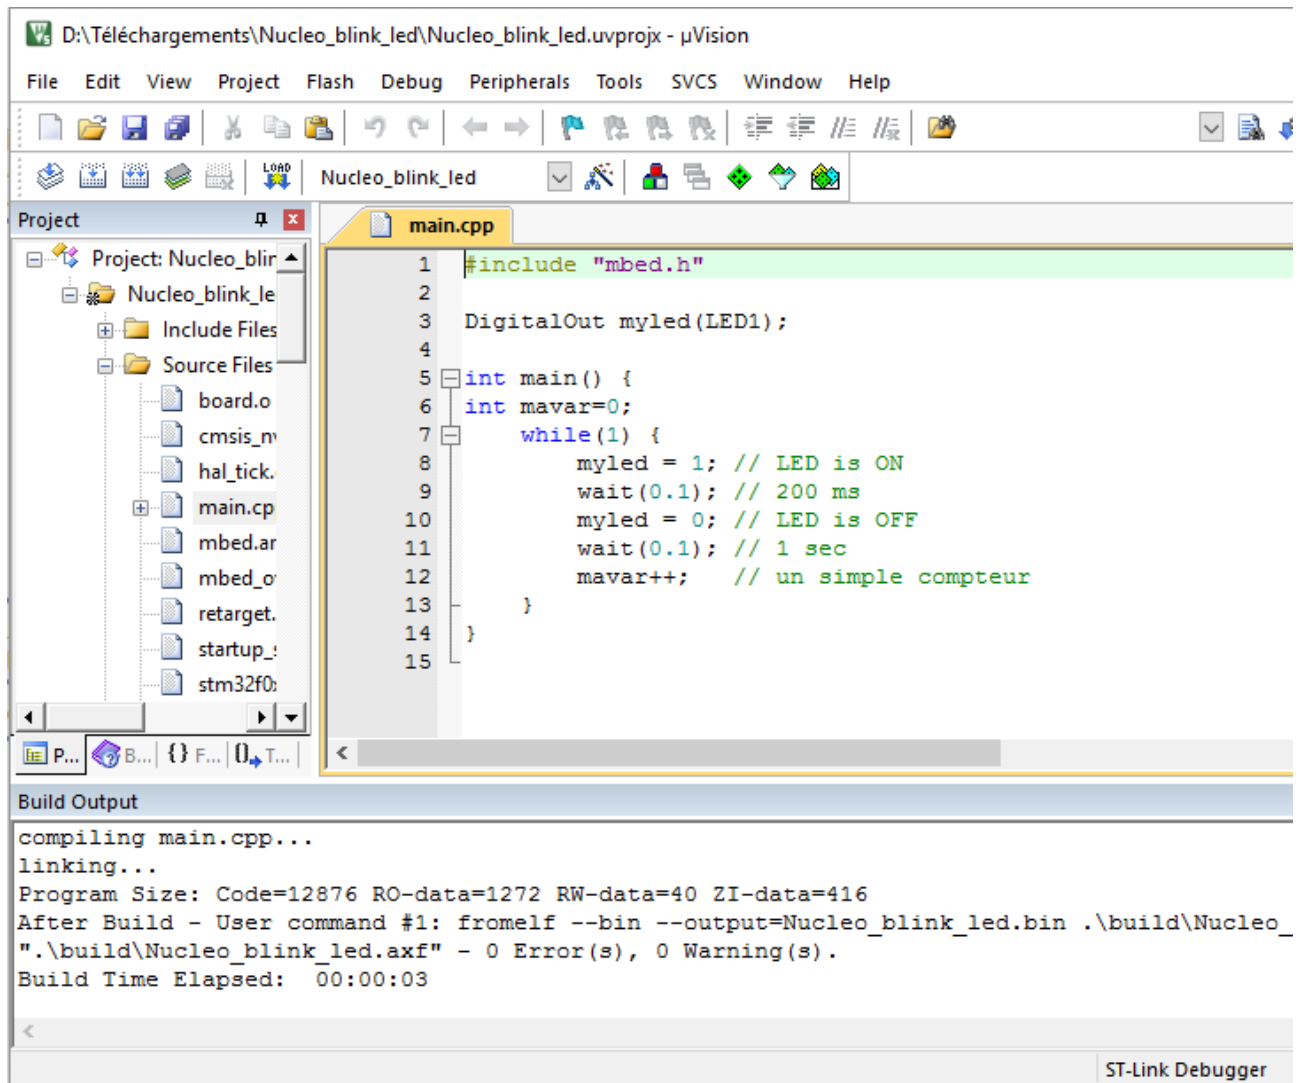 D:\Téléchargements\Nucleo_blink_led\Nucleo_blink_led.uvprojx - µVision
File Edit View Project Flash Debug Peripherals Tools SVCS Window Help
LOAD Nucleo_blink_led
Project
main.cpp
Project: Nucleo_blin
Nucleo_blink_le
Include Files
Source Files
board.o
cmsis_n
hal_tick.
main.cp
mbed.ar
mbed_o
retarget.
startup_s
stm32f0
P... B... {} F... T...
1 #include "mbed.h"
2
3 DigitalOut myled(LED1);
4
5 int main() {
6 int mavar=0;
7 while(1) {
8 myled = 1; // LED is ON
9 wait(0.1); // 200 ms
10 myled = 0; // LED is OFF
11 wait(0.1); // 1 sec
12 mavar++; // un simple compteur
13 }
14 }
15
Build Output
compiling main.cpp...
linking...
Program Size: Code=12876 RO-data=1272 RW-data=40 ZI-data=416
After Build - User command #1: fromelf --bin --output=Nucleo_blink_led.bin .\build\Nucleo_
".\build\Nucleo_blink_led.axf" - 0 Error(s), 0 Warning(s).
Build Time Elapsed: 00:00:03
ST-Link Debugger